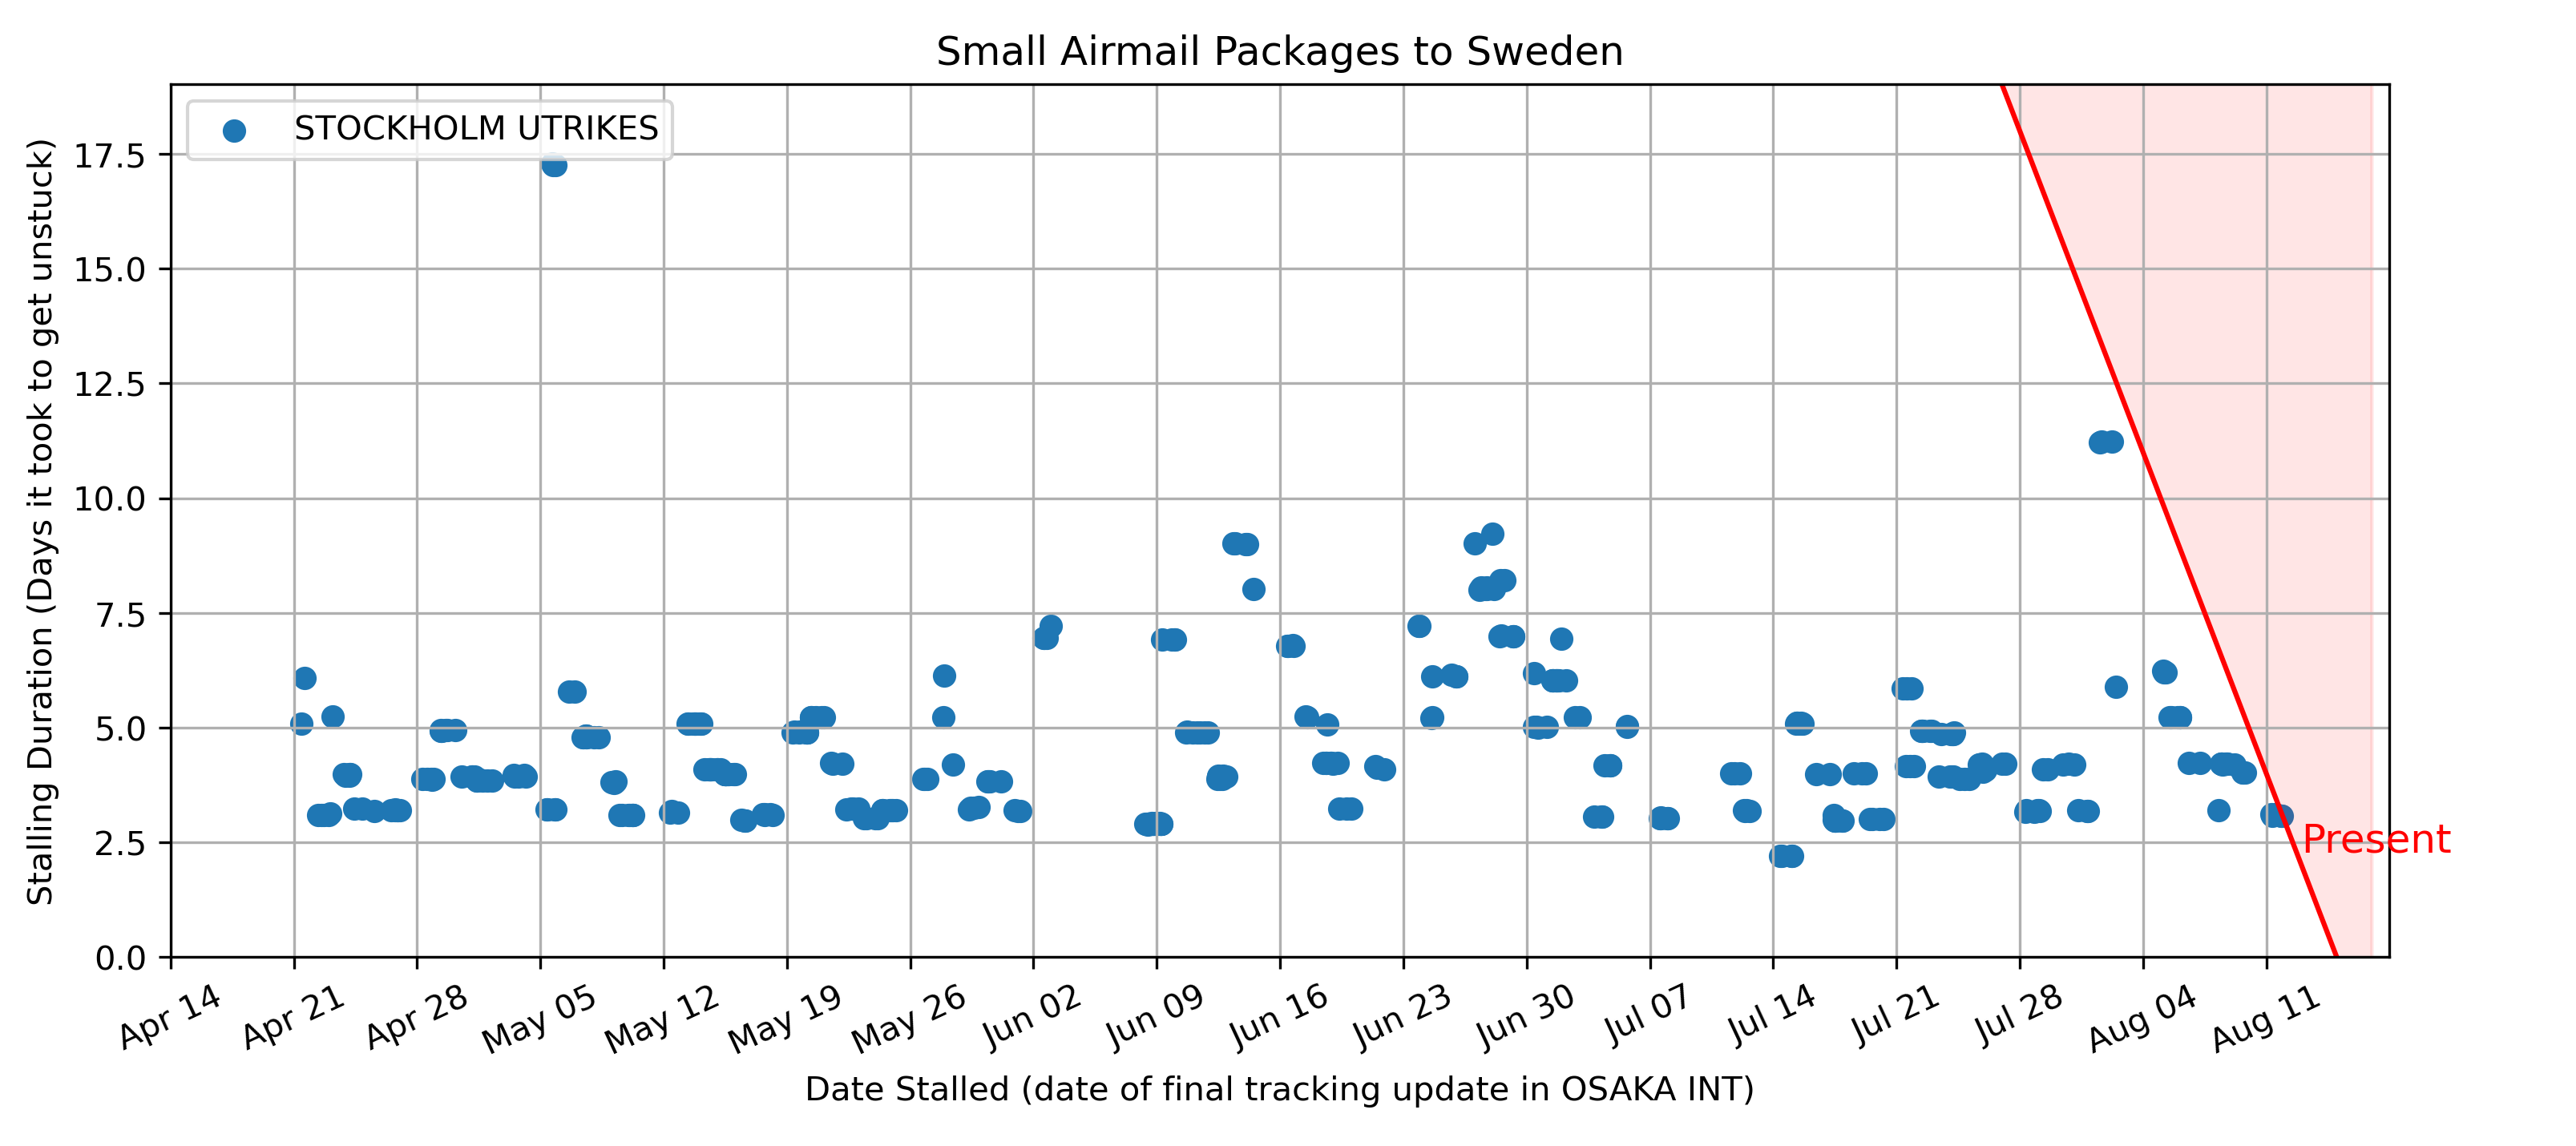 Small Airmail Packages to Sweden
STOCKHOLM UTRIKES
Stalling Duration (Days it took to get unstuck)
17.5
15.0
12.5
10.0
7.5
5.0
2.5
0.0
Present
Apr 14
Apr 21
Apr 28
May 05
May 12
May 19
May 26
Jun 02
Jun 09
Jun 16
Jun 23
Jun 30
Jul 07
Jul 14
Jul 21
Jul 28
Aug 04
Aug 11
Date Stalled (date of final tracking update in OSAKA INT)